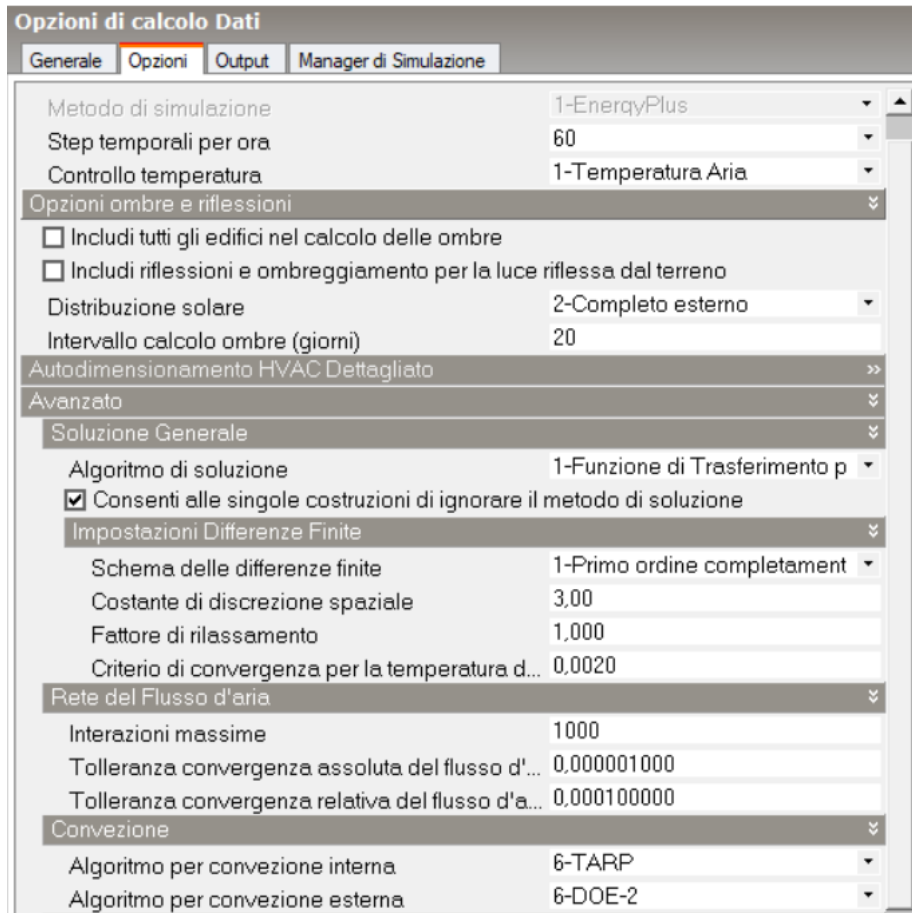 Opzioni di calcolo Dati
Generale Opzioni Output Manager di Simulazione
Metodo di simulazione 1-EnergyPlus
Step temporali per ora 60
Controllo temperatura 1-Temperatura Aria
Opzioni ombre e riflessioni
Includi tutti gli edifici nel calcolo delle ombre
Includi riflessioni e ombreggiamento per la luce riflessa dal terreno
Distribuzione solare 2-Completo esterno
Intervallo calcolo ombre (giorni) 20
Autodimensionamento HVAC Dettagliato
Avanzato
Soluzione Generale
Algoritmo di soluzione 1-Funzione di Trasferimento p
Consenti alle singole costruzioni di ignorare il metodo di soluzione
Impostazioni Differenze Finite
Schema delle differenze finite 1-Primo ordine completament
Costante di discrezione spaziale 3,00
Fattore di rilassamento 1,000
Criterio di convergenza per la temperatura d... 0,0020
Rete del Flusso d'aria
Interazioni massime 1000
Tolleranza convergenza assoluta del flusso d'... 0,000001000
Tolleranza convergenza relativa del flusso d'a... 0,000100000
Convezione
Algoritmo per convezione interna 6-TARP
Algoritmo per convezione esterna 6-DOE-2